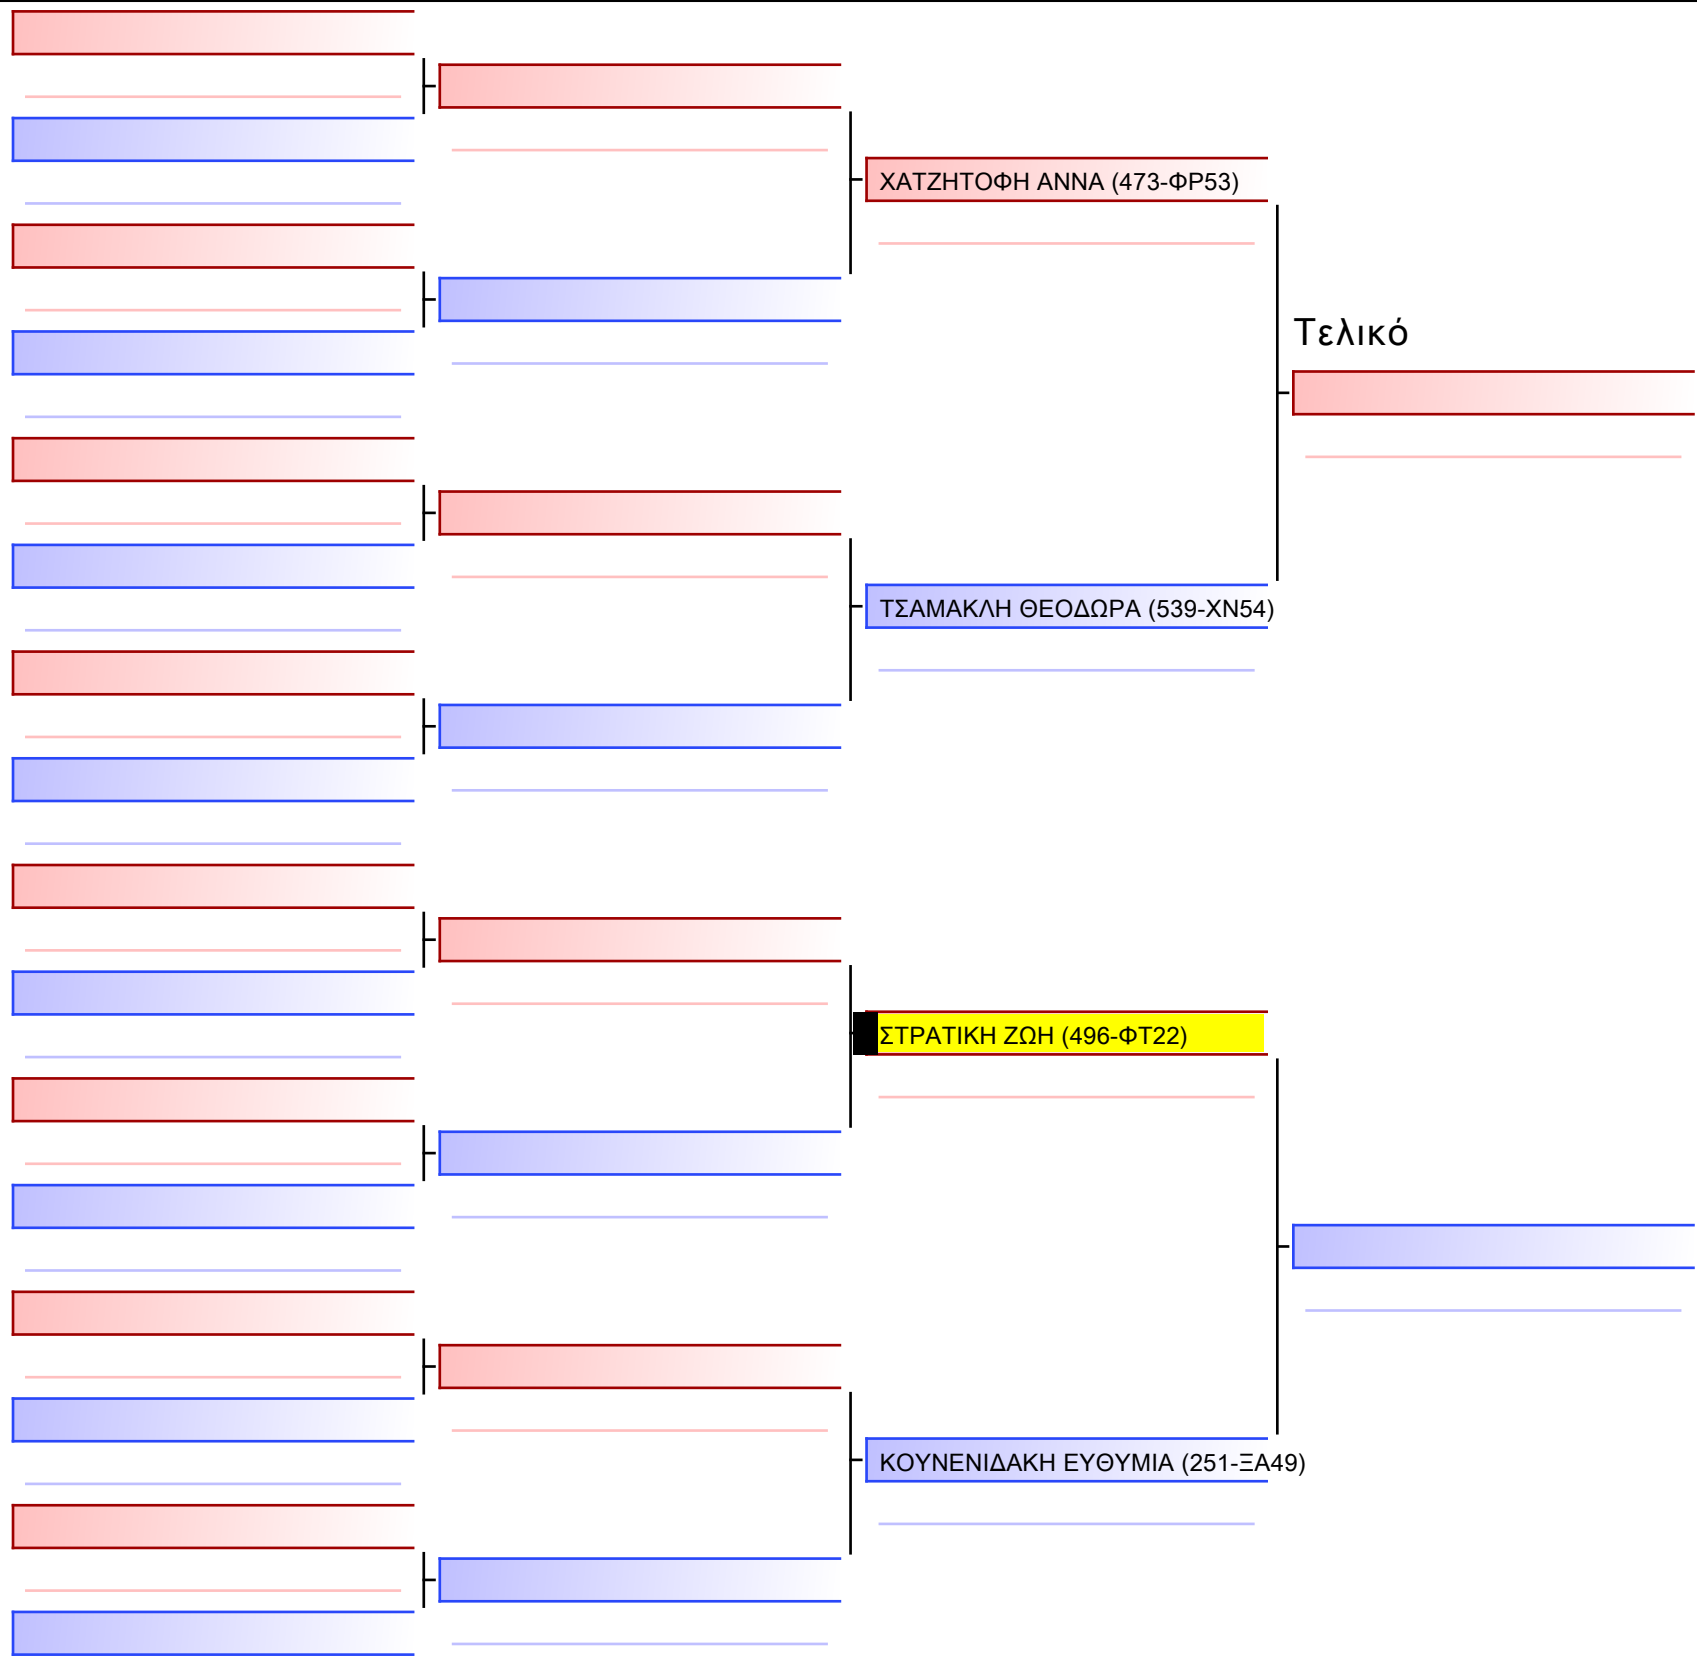 ΧΑΤΖΗΤΟΦΗ ΑΝΝΑ (473-ΦΡ53)
Τελικό
ΤΣΑΜΑΚΛΗ ΘΕΟΔΩΡΑ (539-ΧΝ54)
ΣΤΡΑΤΙΚΗ ΖΩΗ (496-ΦΤ22)
ΚΟΥΝΕΝΙΔΑΚΗ ΕΥΘΥΜΙΑ (251-ΞΑ49)